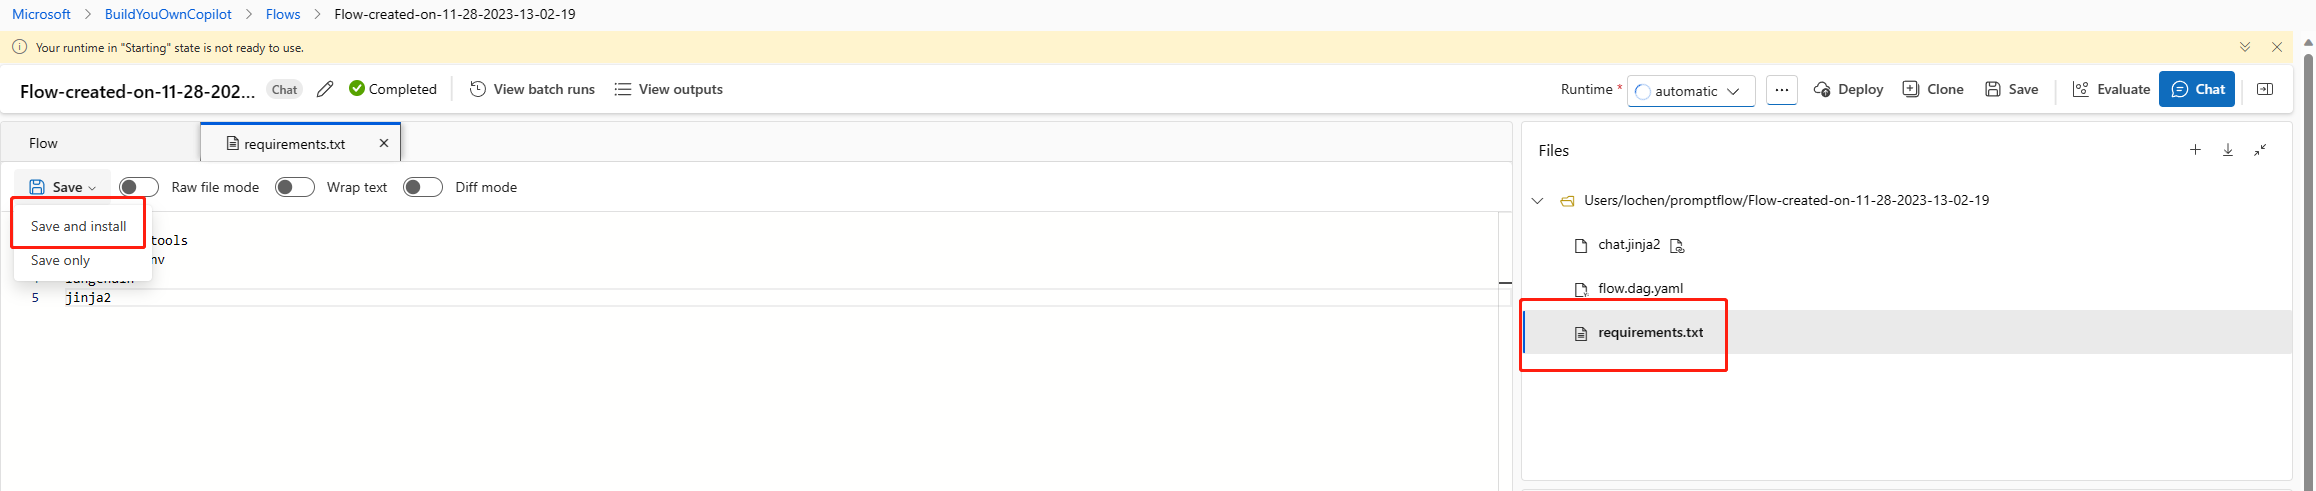 Microsoft > BuildYouOwnCopilot > Flows > Flow-created-on-11-28-2023-13-02-19
Your runtime in "Starting" state is not ready to use.
Flow-created-on-11-28-202... Chat Completed View batch runs View outputs Runtime * automatic ... Deploy Clone Save Evaluate Chat
Flow requirements.txt
Save Raw file mode Wrap text Diff mode
Save and install
tools
nv
Save only
5 jinja2
Files
Users/lochen/promptflow/Flow-created-on-11-28-2023-13-02-19
chat.jinja2
flow.dag.yaml
requirements.txt